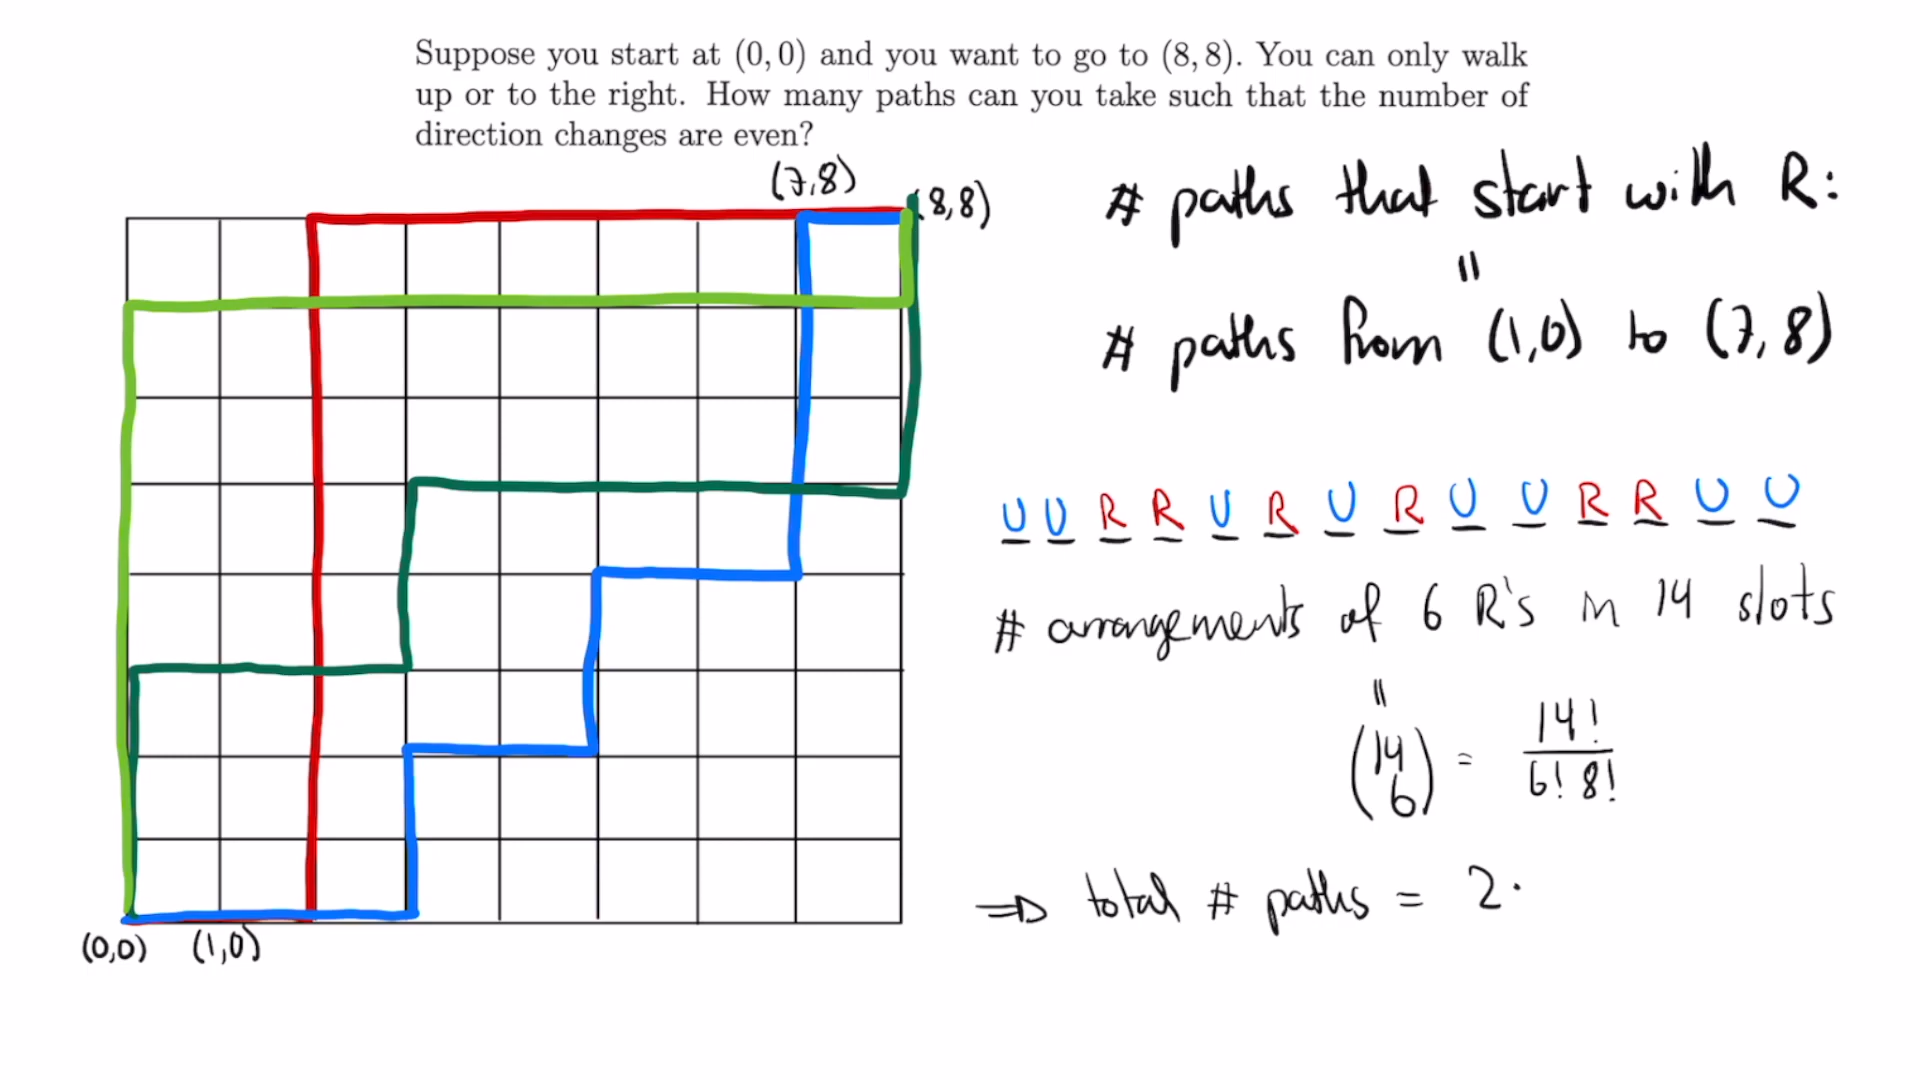 Suppose you start at (0, 0) and you want to go to (8, 8). You can only walk
up or to the right. How many paths can you take such that the number of
direction changes are even?
(7,8)
(8,8)
(0,0) (1,0)
# paths that start with R:
=
# paths from (1,0) to (7,8)
U U R R U R U R U U R R U U
# arrangements of 6 R's in 14 slots
=
(14 6) = 14! / 6! 8!
⇒ total # paths = 2·